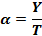 α = Y/T